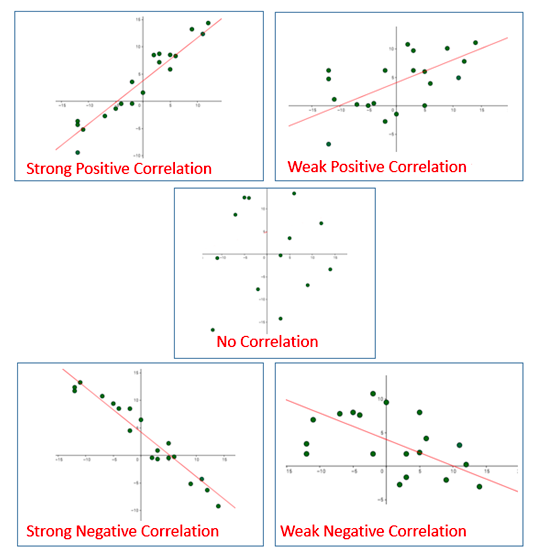 Strong Positive Correlation
Weak Positive Correlation
No Correlation
Strong Negative Correlation
Weak Negative Correlation